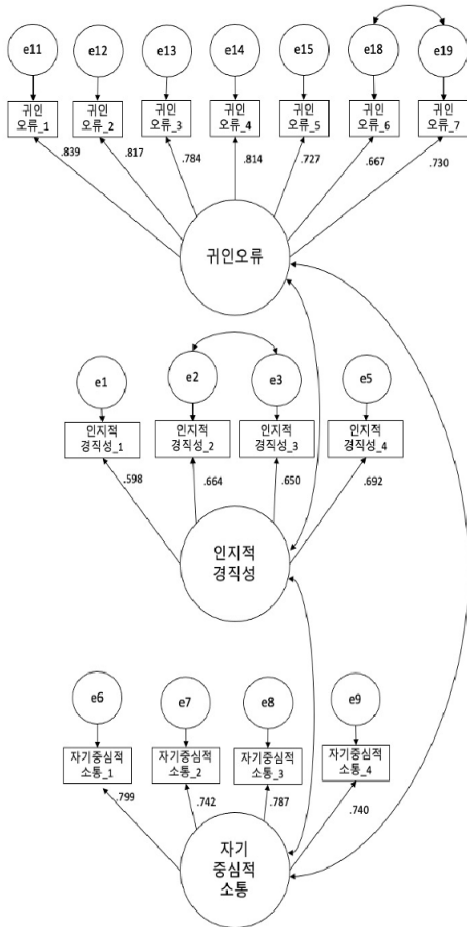 e11 e12 e13 e14 e15 e18 e19
귀인 귀인 귀인 귀인 귀인 귀인 귀인
오류_1 오류_2 오류_3 오류_4 오류_5 오류_6 오류_7
.839 .817 .784 .814 .727 .667 .730
귀인오류
e1 e2 e3 e5
인지적 인지적 인지적 인지적
경직성_1 경직성_2 경직성_3 경직성_4
.598 .664 .650 .692
인지적
경직성
e6 e7 e8 e9
자기중심적 자기중심적 자기중심적 자기중심적
소통_1 소통_2 소통_3 소통_4
.799 .742 .787 .740
자기
중심적
소통